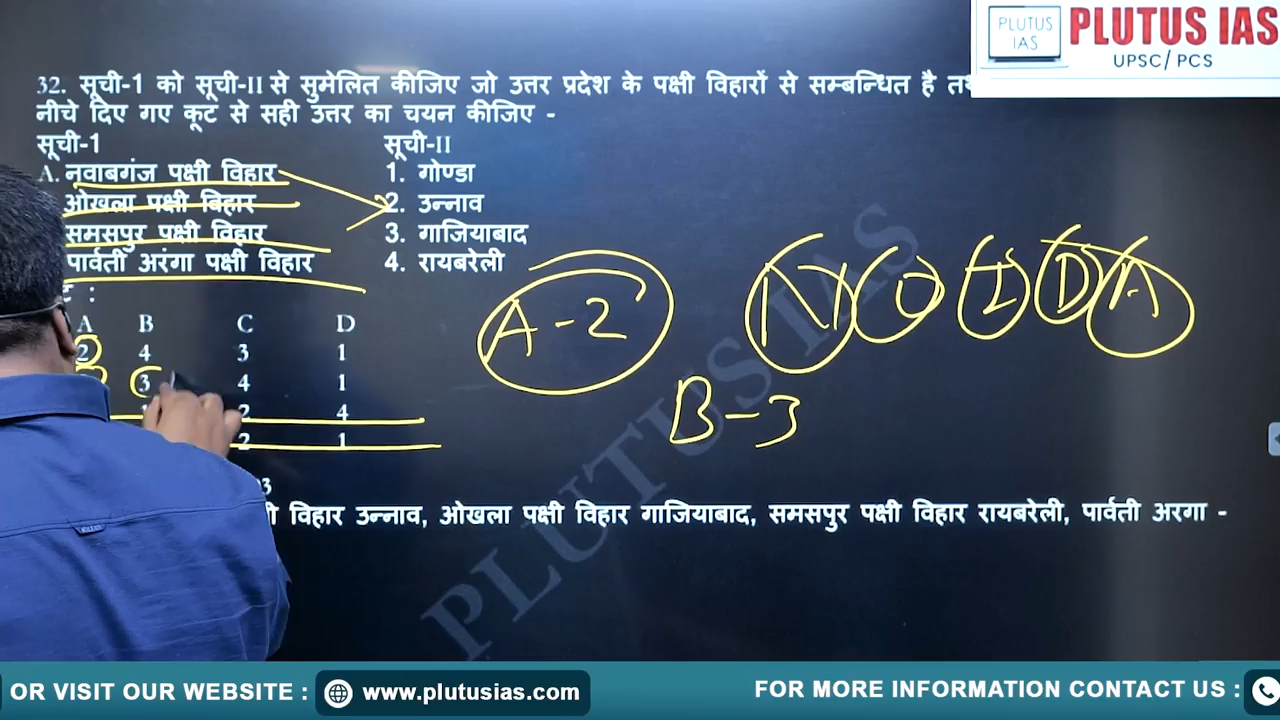 PLUTUS IAS
PLUTUS IAS
UPSC/ PCS
32. सूची-1 को सूची-II से सुमेलित कीजिए जो उत्तर प्रदेश के पक्षी विहारों से सम्बन्धित है
नीचे दिए गए कूट से सही उत्तर का चयन कीजिए -
सूची-1 सूची-II
A. नवाबगंज पक्षी विहार 1. गोण्डा
ओखला पक्षी विहार 2. उन्नाव
समसपुर पक्षी विहार 3. गाजियाबाद
पार्वती अरंगा पक्षी विहार 4. रायबरेली
A B C D
2 4 3 1
3 4 1
2 4
2 1
A-2
B-3
N O I D A
विहार उन्नाव, ओखला पक्षी विहार गाजियाबाद, समसपुर पक्षी विहार रायबरेली, पार्वती अरगा -
PLUTUS IAS
OR VISIT OUR WEBSITE : www.plutusias.com FOR MORE INFORMATION CONTACT US :